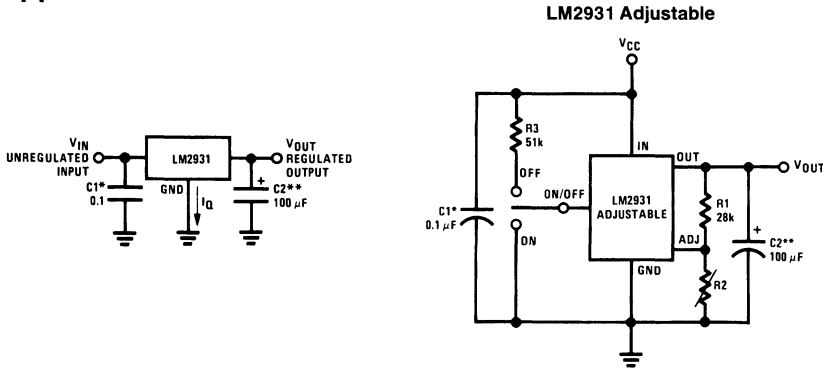 LM2931 Adjustable
VIN
UNREGULATED
INPUT
LM2931
GND
IQ
C1*
0.1
VOUT
REGULATED
OUTPUT
+
C2**
100 µF
VCC
R3
51k
OFF
ON/OFF
ON
C1*
0.1 µF
IN
OUT
LM2931
ADJUSTABLE
ADJ
GND
R1
28k
R2
+
C2**
100 µF
VOUT